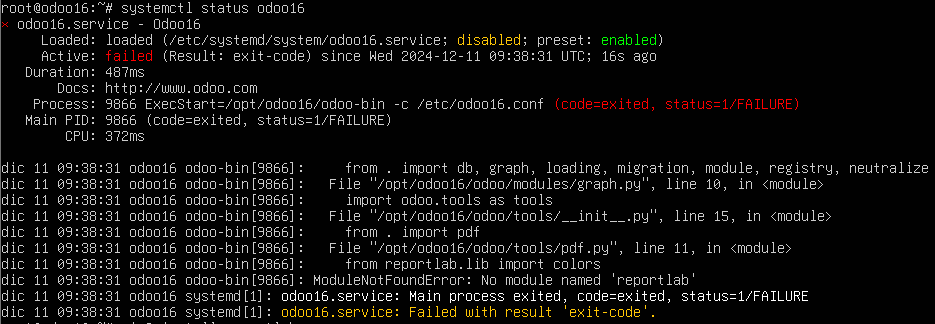 root@odoo16:~# systemctl status odoo16
× odoo16.service - Odoo16
Loaded: loaded (/etc/systemd/system/odoo16.service; disabled; preset: enabled)
Active: failed (Result: exit-code) since Wed 2024-12-11 09:38:31 UTC; 16s ago
Duration: 487ms
Docs: http://www.odoo.com
Process: 9866 ExecStart=/opt/odoo16/odoo-bin -c /etc/odoo16.conf (code=exited, status=1/FAILURE)
Main PID: 9866 (code=exited, status=1/FAILURE)
CPU: 372ms
dic 11 09:38:31 odoo16 odoo-bin[9866]:     from . import db, graph, loading, migration, module, registry, neutralize
dic 11 09:38:31 odoo16 odoo-bin[9866]:   File "/opt/odoo16/odoo/modules/graph.py", line 10, in <module>
dic 11 09:38:31 odoo16 odoo-bin[9866]:     import odoo.tools as tools
dic 11 09:38:31 odoo16 odoo-bin[9866]:   File "/opt/odoo16/odoo/tools/__init__.py", line 15, in <module>
dic 11 09:38:31 odoo16 odoo-bin[9866]:     from . import pdf
dic 11 09:38:31 odoo16 odoo-bin[9866]:   File "/opt/odoo16/odoo/tools/pdf.py", line 11, in <module>
dic 11 09:38:31 odoo16 odoo-bin[9866]:     from reportlab.lib import colors
dic 11 09:38:31 odoo16 odoo-bin[9866]: ModuleNotFoundError: No module named 'reportlab'
dic 11 09:38:31 odoo16 systemd[1]: odoo16.service: Main process exited, code=exited, status=1/FAILURE
dic 11 09:38:31 odoo16 systemd[1]: odoo16.service: Failed with result 'exit-code'.